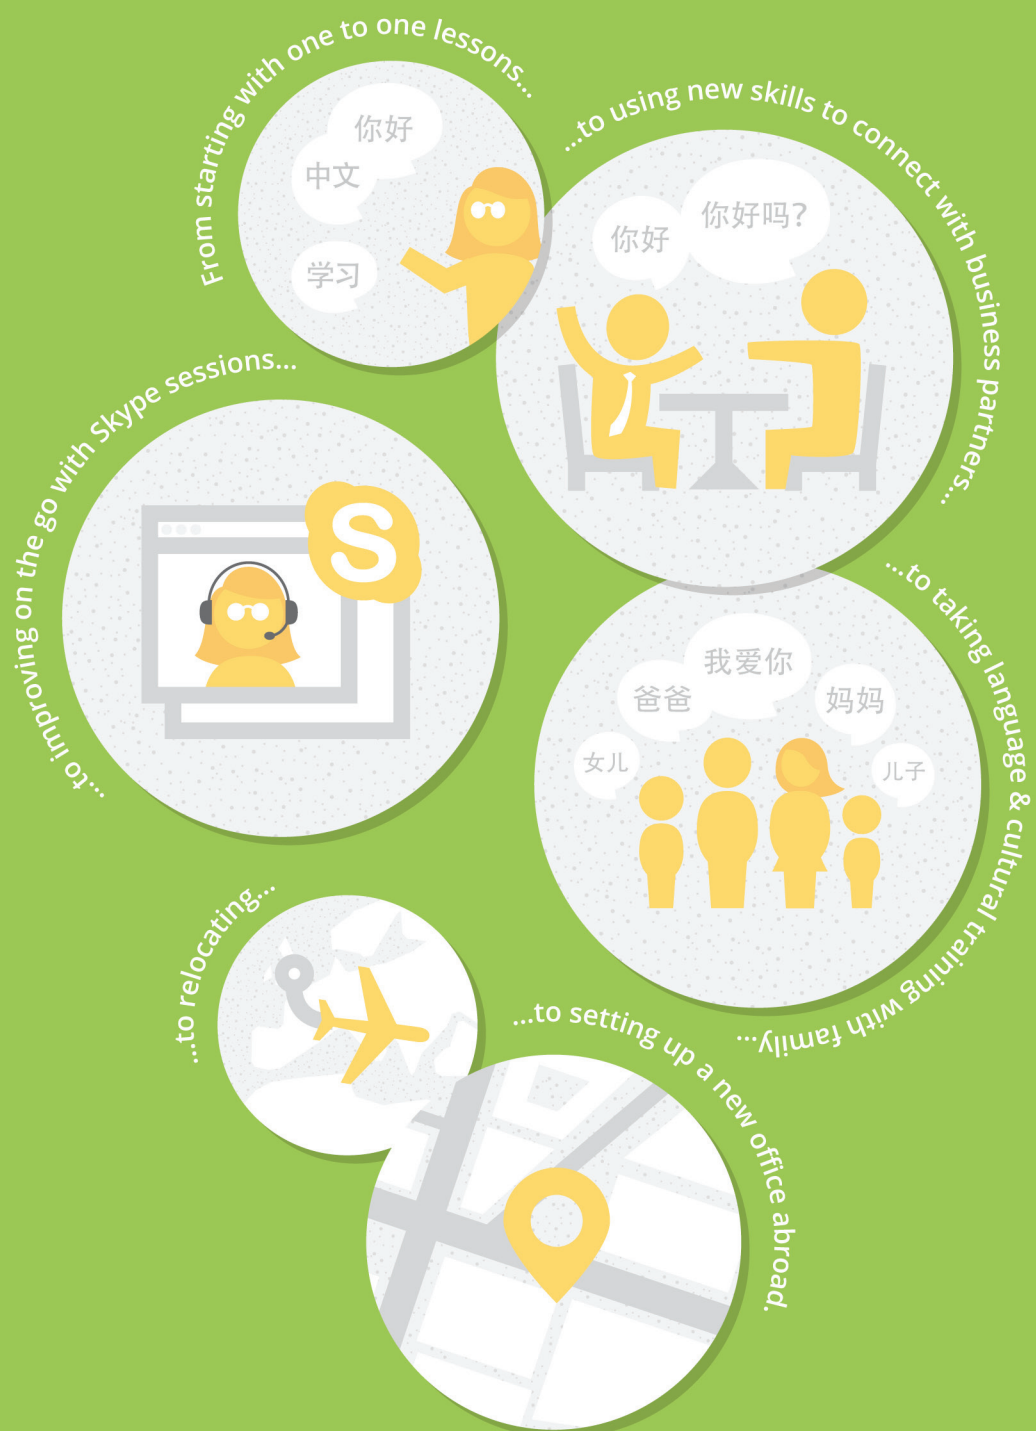 From starting with one to one lessons...
你好
中文
学习
...to using new skills to connect with business partners...
你好
你好吗?
...to improving on the go with Skype sessions...
S
...to taking language & cultural training with family...
我爱你
爸爸
妈妈
女儿
儿子
...to relocating...
...to setting up a new office abroad.